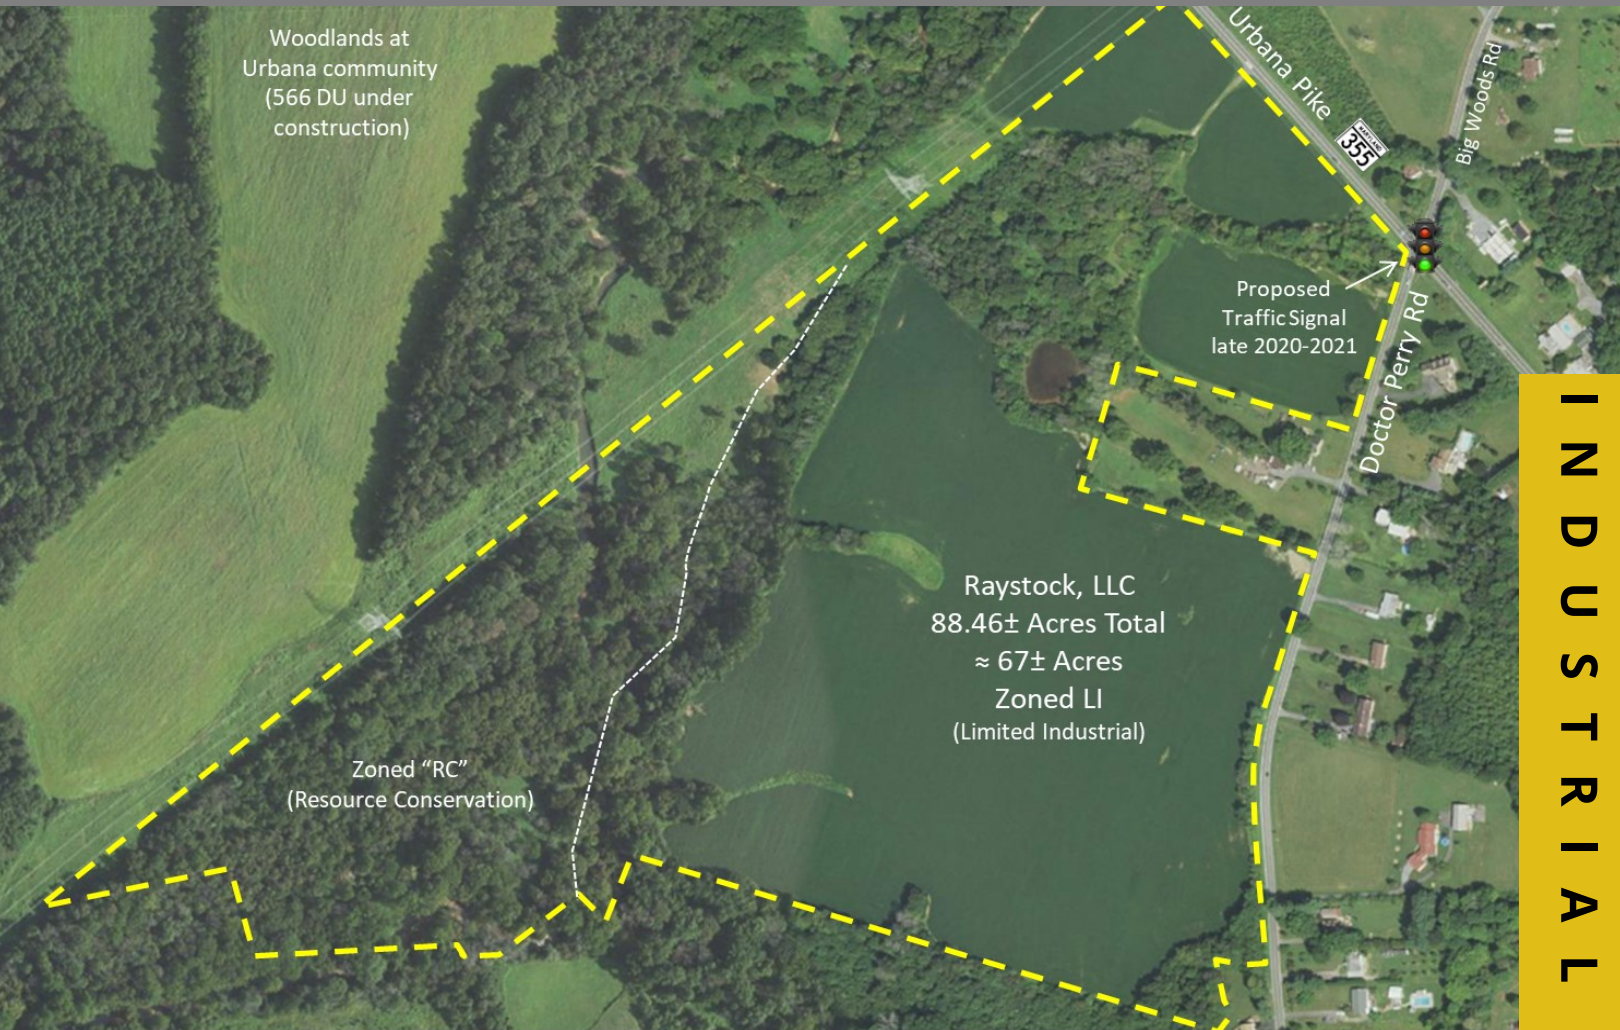 Woodlands at
Urbana community
(566 DU under
construction)
Urbana Pike
MARYLAND
355
Big Woods Rd
Proposed
Traffic Signal
late 2020-2021
Doctor Perry Rd
Raystock, LLC
88.46± Acres Total
≈ 67± Acres
Zoned LI
(Limited Industrial)
Zoned “RC”
(Resource Conservation)
INDUSTRIAL